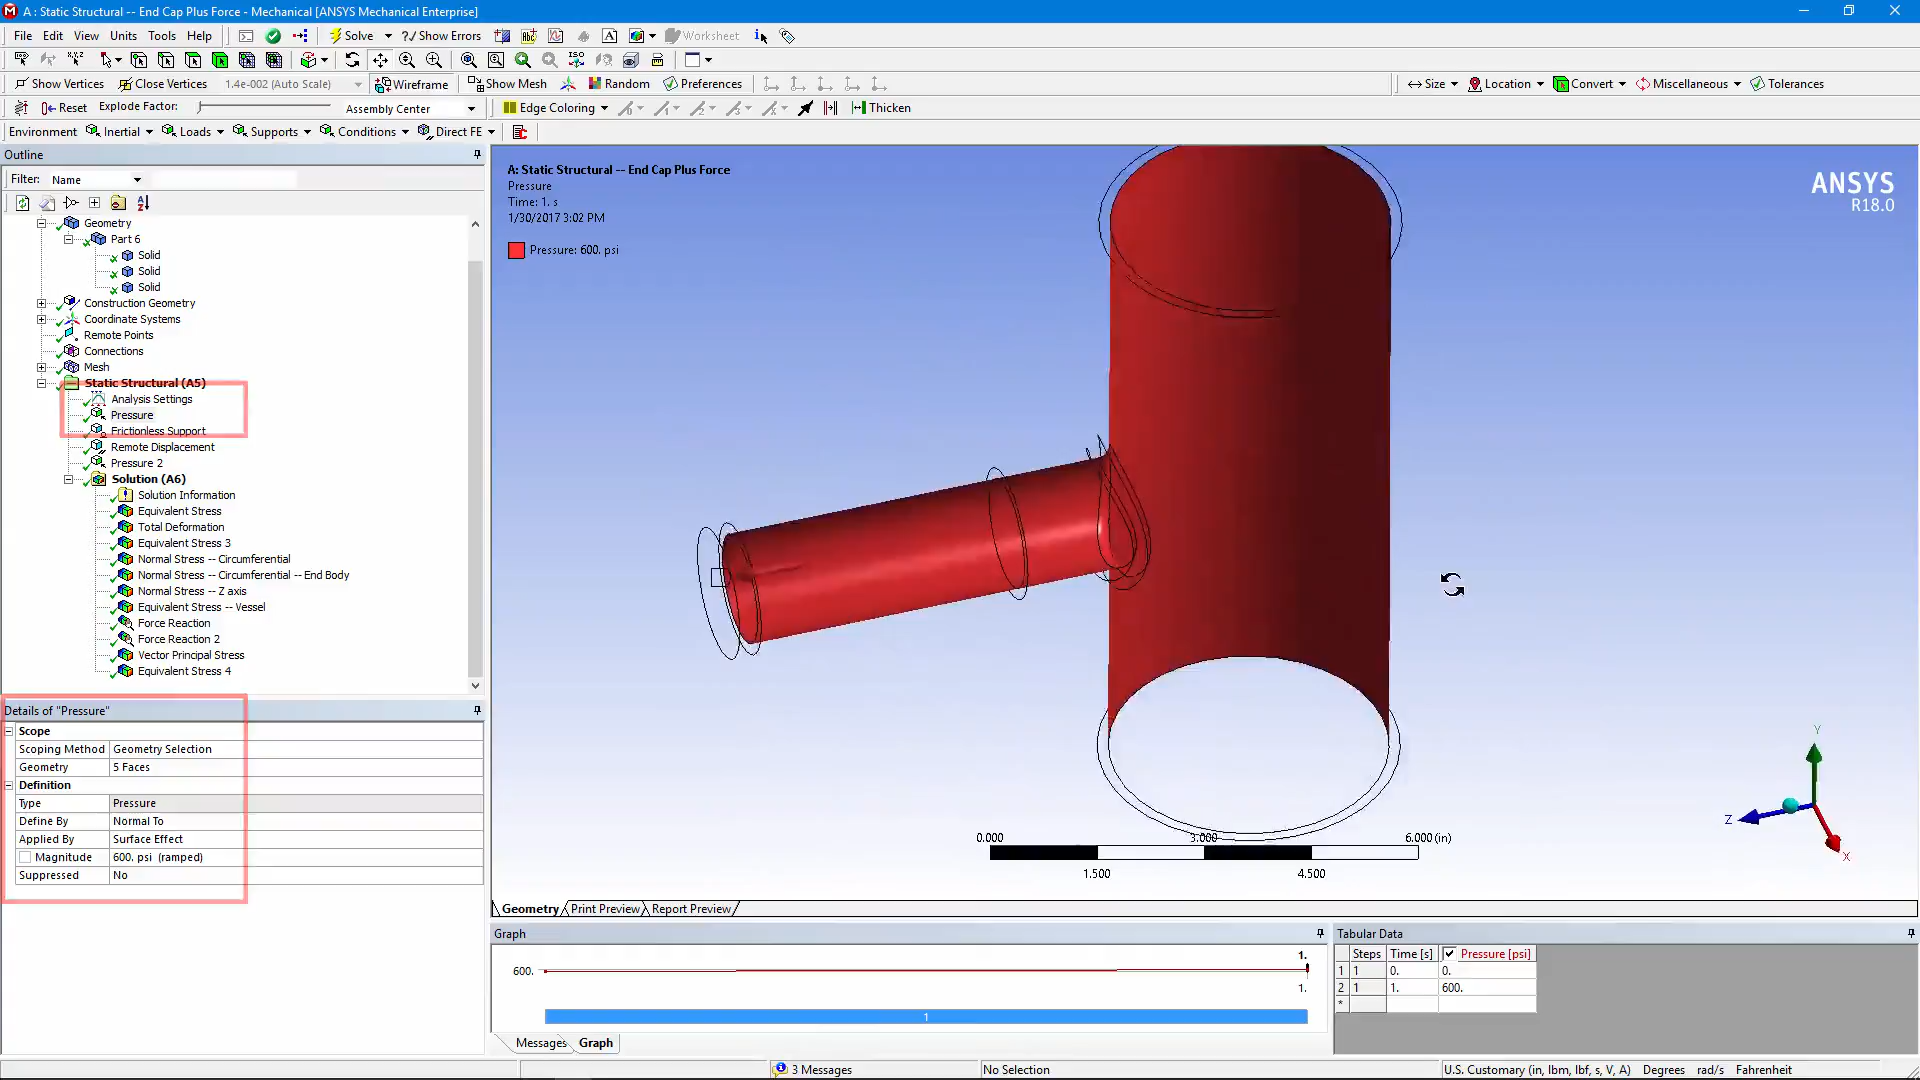 A : Static Structural -- End Cap Plus Force - Mechanical [ANSYS Mechanical Enterprise]
File Edit View Units Tools Help Solve ?/ Show Errors Worksheet
Show Vertices Close Vertices 1.4e-002 (Auto Scale) Wireframe Show Mesh Random Preferences Size Location Convert Miscellaneous Tolerances
Reset Explode Factor: Assembly Center Edge Coloring Thicken
Environment Inertial Loads Supports Conditions Direct FE
Outline
Filter: Name
Geometry
Part 6
Solid
Solid
Solid
Construction Geometry
Coordinate Systems
Remote Points
Connections
Mesh
Static Structural (A5)
Analysis Settings
Pressure
Frictionless Support
Remote Displacement
Pressure 2
Solution (A6)
Solution Information
Equivalent Stress
Total Deformation
Equivalent Stress 3
Normal Stress -- Circumferential
Normal Stress -- Circumferential -- End Body
Normal Stress -- Z axis
Equivalent Stress -- Vessel
Force Reaction
Force Reaction 2
Vector Principal Stress
Equivalent Stress 4
Details of "Pressure"
Scope
Scoping Method Geometry Selection
Geometry 5 Faces
Definition
Type Pressure
Define By Normal To
Applied By Surface Effect
Magnitude 600. psi (ramped)
Suppressed No
A: Static Structural -- End Cap Plus Force
Pressure
Time: 1. s
1/30/2017 3:02 PM
Pressure: 600. psi
ANSYS
R18.0
Y
Z
X
0.000 3.000 6.000 (in)
1.500 4.500
Geometry Print Preview Report Preview
Graph
1.
600.
1.
1
Messages Graph
Tabular Data
Steps Time [s] Pressure [psi]
1 1 0. 0.
2 1 1. 600.
*
3 Messages No Selection U.S. Customary (in, lbm, lbf, s, V, A) Degrees rad/s Fahrenheit